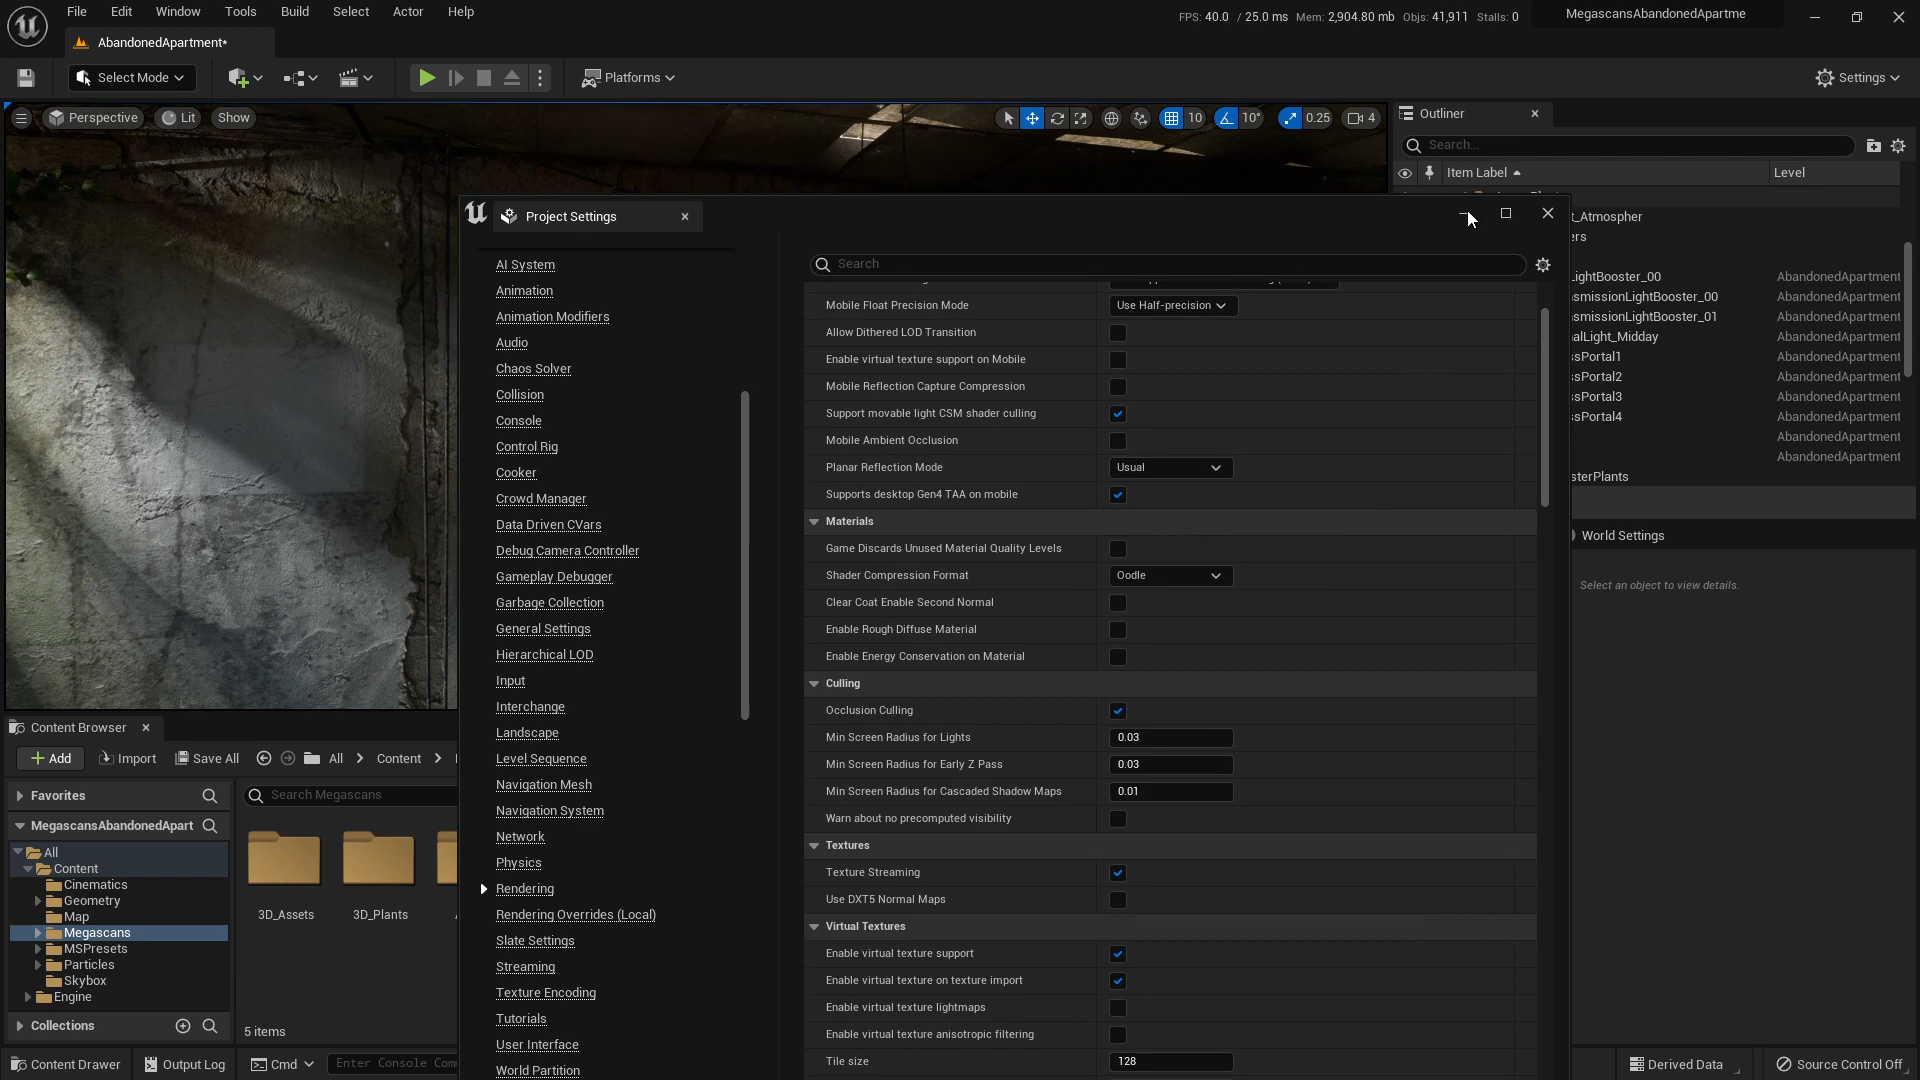 File Edit Window Tools Build Select Actor Help
FPS: 40.0 / 25.0 ms Mem: 2,904.80 mb Objs: 41,911 Stalls: 0
MegascansAbandonedApartme
AbandonedApartment*
Select Mode
Platforms
Settings
Perspective Lit Show
10 10° 0.25 4
Outliner
Search...
Item Label Level
Project Settings
AI System
Animation
Animation Modifiers
Audio
Chaos Solver
Collision
Console
Control Rig
Cooker
Crowd Manager
Data Driven CVars
Debug Camera Controller
Gameplay Debugger
Garbage Collection
General Settings
Hierarchical LOD
Input
Interchange
Landscape
Level Sequence
Navigation Mesh
Navigation System
Network
Physics
Rendering
Rendering Overrides (Local)
Slate Settings
Streaming
Texture Encoding
Tutorials
User Interface
World Partition
Search
Mobile Float Precision Mode Use Half-precision
Allow Dithered LOD Transition
Enable virtual texture support on Mobile
Mobile Reflection Capture Compression
Support movable light CSM shader culling
Mobile Ambient Occlusion
Planar Reflection Mode Usual
Supports desktop Gen4 TAA on mobile
Materials
Game Discards Unused Material Quality Levels
Shader Compression Format Oodle
Clear Coat Enable Second Normal
Enable Rough Diffuse Material
Enable Energy Conservation on Material
Culling
Occlusion Culling
Min Screen Radius for Lights 0.03
Min Screen Radius for Early Z Pass 0.03
Min Screen Radius for Cascaded Shadow Maps 0.01
Warn about no precomputed visibility
Textures
Texture Streaming
Use DXT5 Normal Maps
Virtual Textures
Enable virtual texture support
Enable virtual texture on texture import
Enable virtual texture lightmaps
Enable virtual texture anisotropic filtering
Tile size 128
t_Atmospher
ers
ightBooster_00 AbandonedApartment
smissionLightBooster_00 AbandonedApartment
smissionLightBooster_01 AbandonedApartment
alLight_Midday AbandonedApartment
ssPortal1 AbandonedApartment
ssPortal2 AbandonedApartment
ssPortal3 AbandonedApartment
ssPortal4 AbandonedApartment
AbandonedApartment
AbandonedApartment
sterPlants
World Settings
Select an object to view details.
Content Browser
Add Import Save All All Content
Favorites
Search Megascans
MegascansAbandonedApart
All
Content
Cinematics
Geometry
Map
Megascans
MSPresets
Particles
Skybox
Engine
Collections
3D_Assets 3D_Plants
5 items
Content Drawer Output Log Cmd Enter Console Com
Derived Data Source Control Off